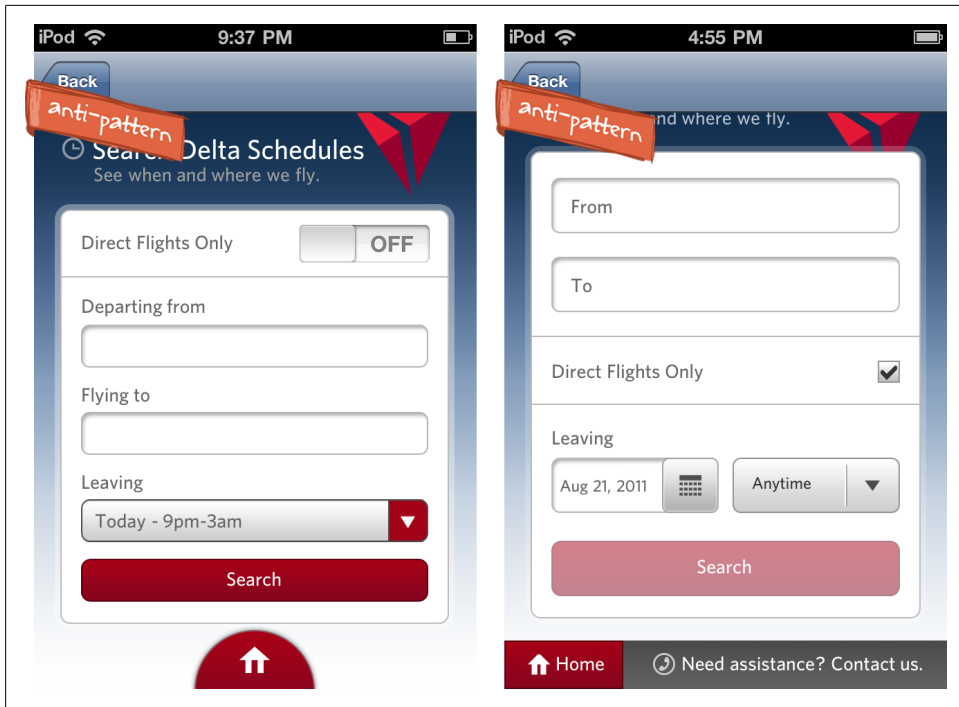 iPod 9:37 PM
Back
anti-pattern
Search Delta Schedules
See when and where we fly.
Direct Flights Only OFF
Departing from
Flying to
Leaving
Today - 9pm-3am
Search
iPod 4:55 PM
Back
anti-pattern
and where we fly.
From
To
Direct Flights Only
Leaving
Aug 21, 2011 Anytime
Search
Home Need assistance? Contact us.